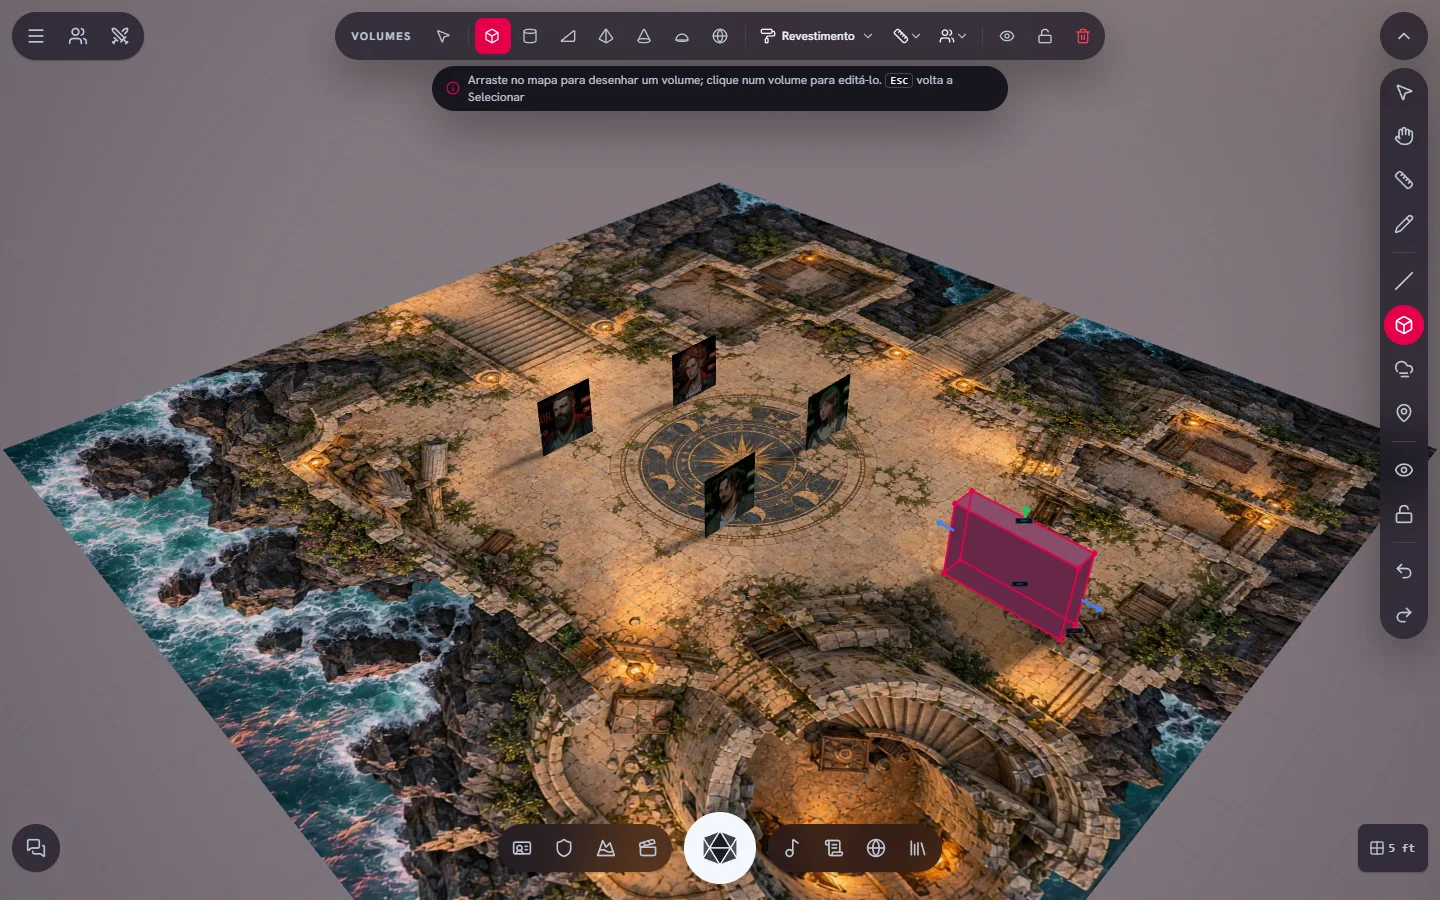 VOLUMES
Revestimento
Arraste no mapa para desenhar um volume; clique num volume para editá-lo. Esc volta a
Selecionar
5 ft